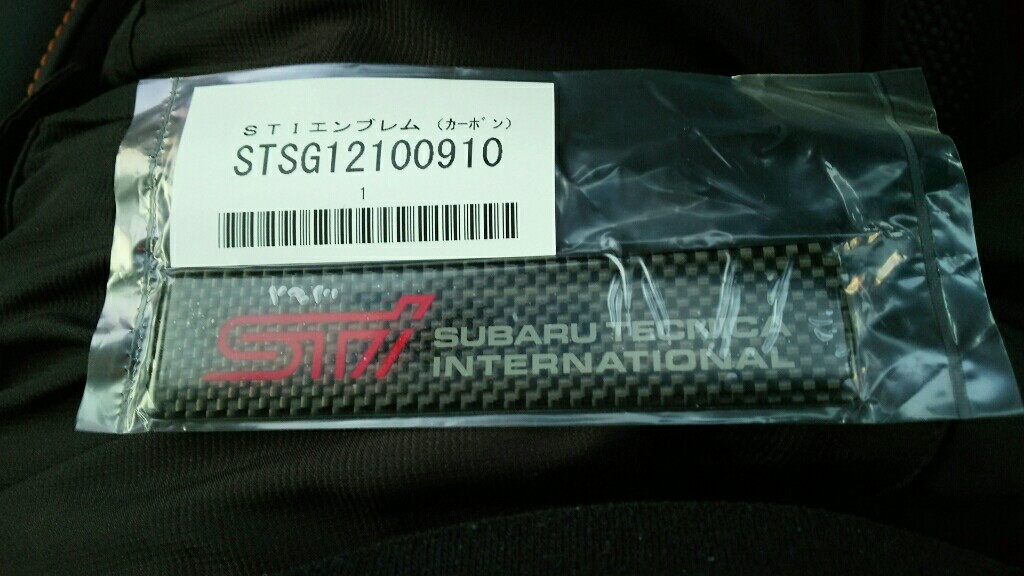 ＳＴＩエンブレム （ｶｰﾎﾞﾝ）
STSG12100910
1
STi
SUBARU TECNICA
INTERNATIONAL